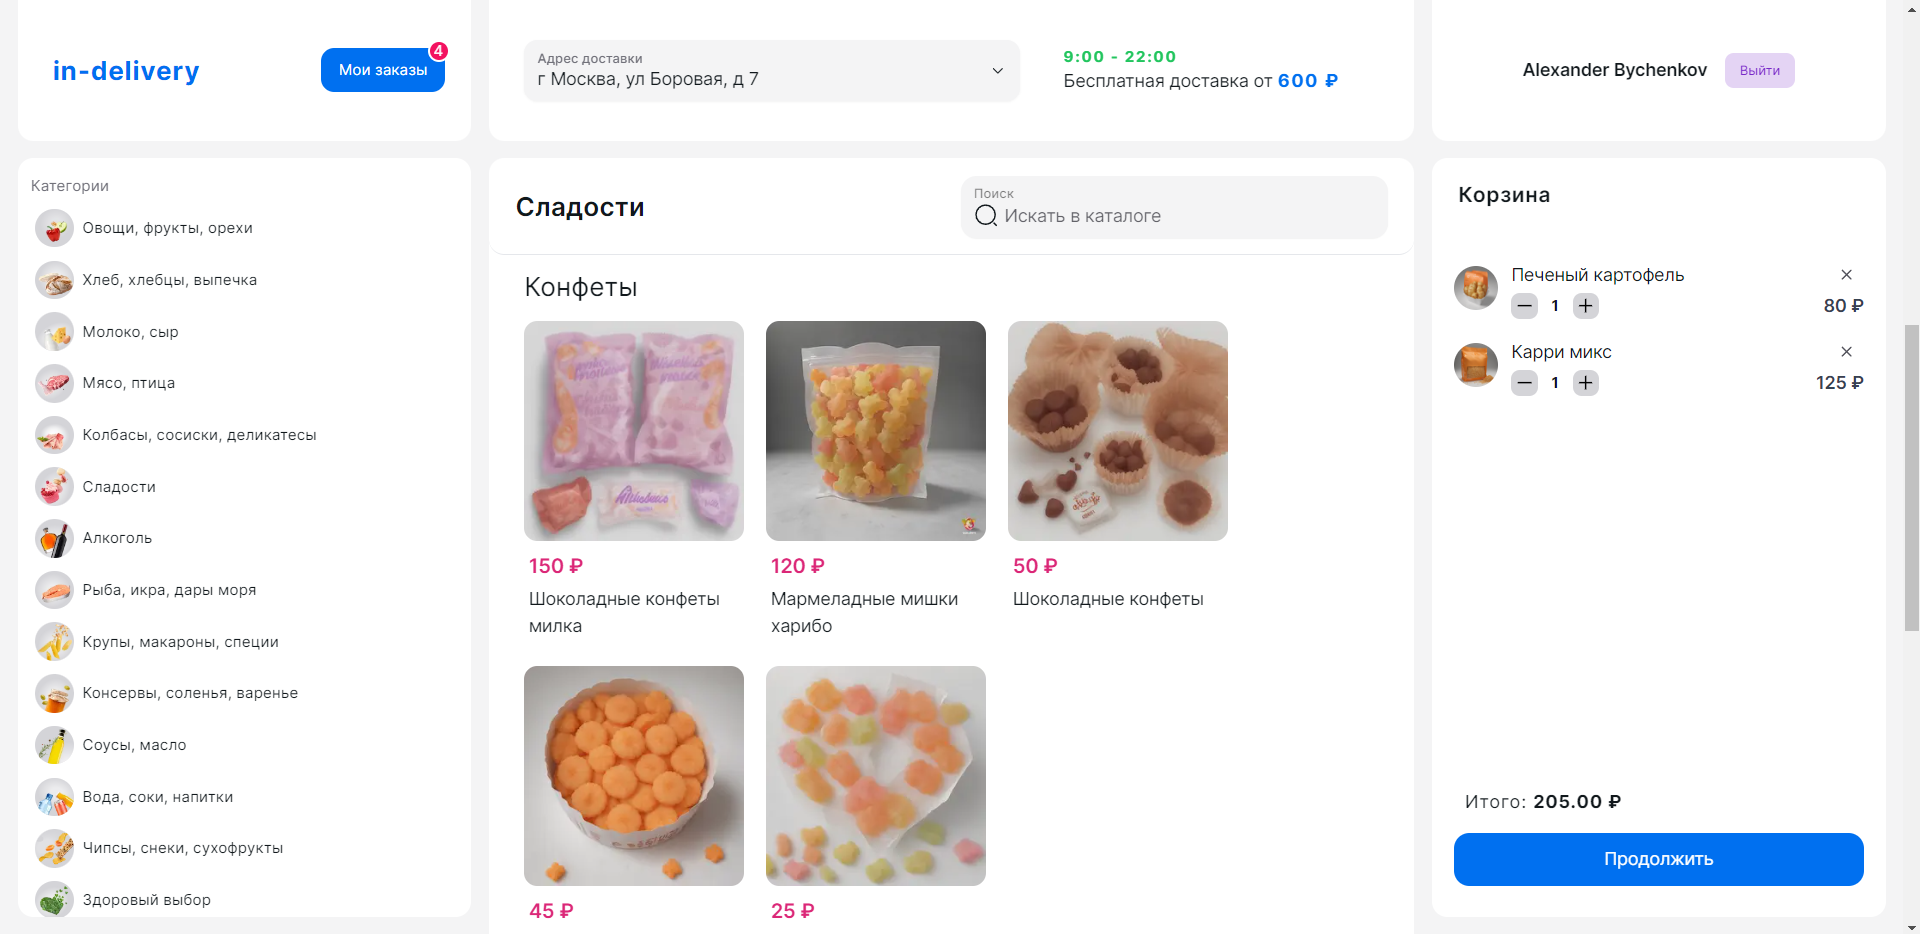 in-delivery
Мои заказы
4
Адрес доставки
г Москва, ул Боровая, д 7
9:00 - 22:00
Бесплатная доставка от 600 ₽
Alexander Bychenkov
Выйти
Категории
Овощи, фрукты, орехи
Хлеб, хлебцы, выпечка
Молоко, сыр
Мясо, птица
Колбасы, сосиски, деликатесы
Сладости
Алкоголь
Рыба, икра, дары моря
Крупы, макароны, специи
Консервы, соленья, варенье
Соусы, масло
Вода, соки, напитки
Чипсы, снеки, сухофрукты
Здоровый выбор
Сладости
Поиск
Искать в каталоге
Конфеты
150 ₽
Шоколадные конфеты
милка
120 ₽
Мармеладные мишки
харибо
50 ₽
Шоколадные конфеты
45 ₽
25 ₽
Корзина
Печеный картофель
1
80 ₽
Карри микс
1
125 ₽
Итого: 205.00 ₽
Продолжить